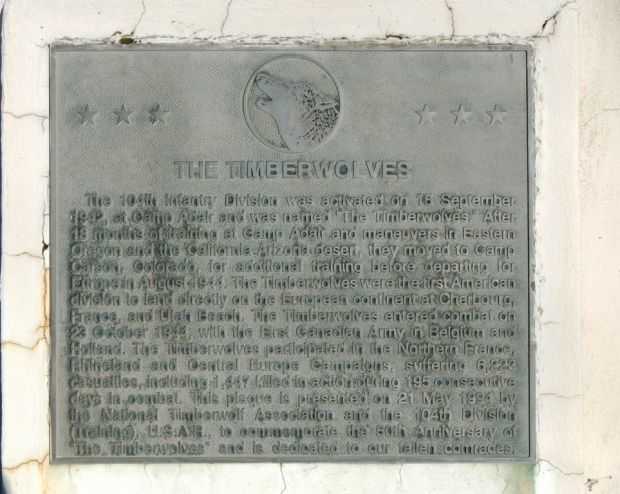 THE TIMBERWOLVES
The 104th Infantry Division was activated on 15 September
1942, at Camp Adair and was named "The Timberwolves" After
13 months of training at Camp Adair and maneuvers in Eastern
Oregon and the California-Arizona desert, they moved to Camp
Carson, Colorado, for additional training before departing for
Europe in August 1944. The Timberwolves were the first American
division to land directly on the European continent at Cherbourg,
France, and Utah Beach. The Timberwolves entered combat on
23 October 1944, with the First Canadian Army in Belgium and
Holland. The Timberwolves participated in the Northern France,
Rhineland and Central Europe Campaigns, suffering
casualties, including 1,447 killed in action during 195 consecutive
days in combat. This plaque is presented on 21 May by
the National Timberwolf Association and the 104th Division
(Training), U.S.A.R., to commemorate the 50th Anniversary of
"The Timberwolves" and is dedicated to our fallen comrades.